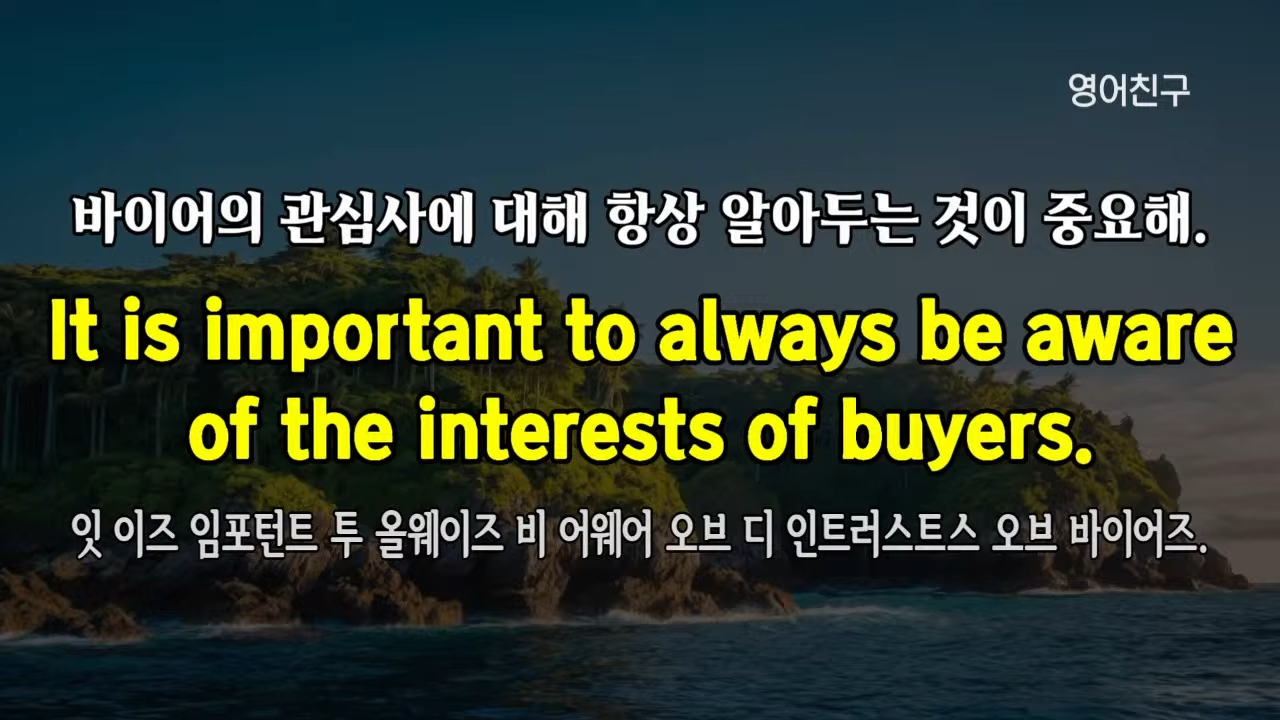 영어친구
바이어의 관심사에 대해 항상 알아두는 것이 중요해.
It is important to always be aware
of the interests of buyers.
잇 이즈 임포턴트 투 올웨이즈 비 어웨어 오브 디 인트러스트스 오브 바이어즈.